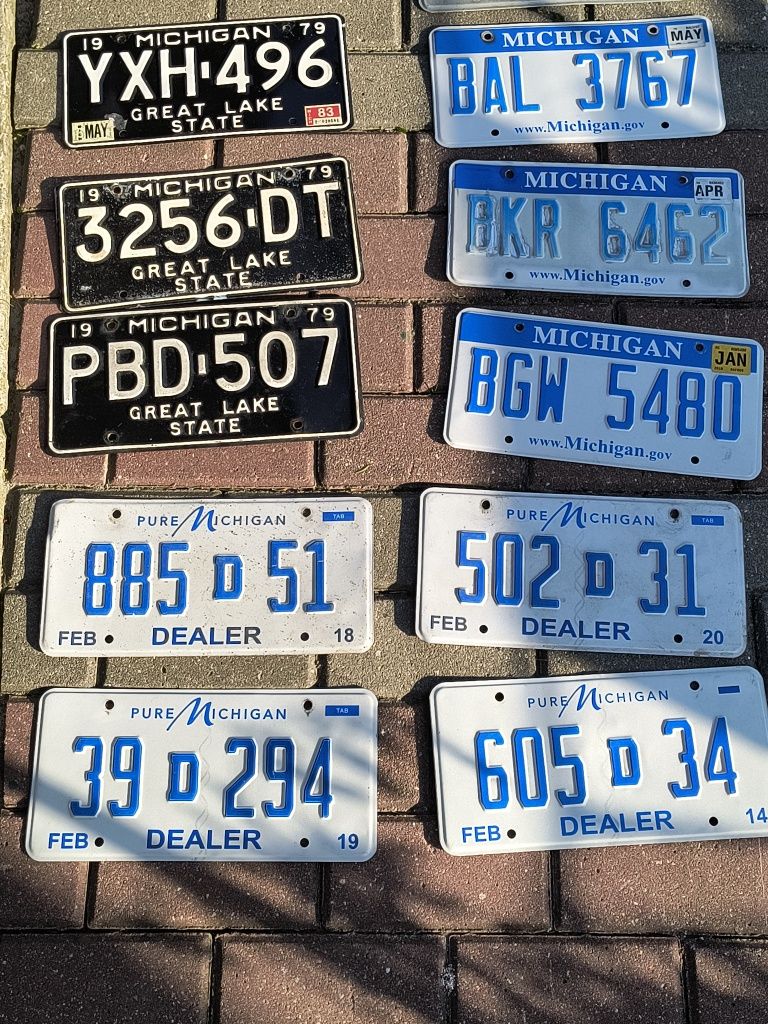 19 MICHIGAN 79
YXH·496
GREAT LAKE
MAY STATE 83
MICHIGAN MAY
BAL 3767
www.Michigan.gov
19 MICHIGAN 79
3256·DT
GREAT LAKE
STATE
MICHIGAN APR
BKR 6462
www.Michigan.gov
19 MICHIGAN 79
PBD·507
GREAT LAKE
STATE
MICHIGAN JAN
BGW 5480
www.Michigan.gov
PURE MICHIGAN TAB
885 D 51
FEB DEALER 18
PURE MICHIGAN TAB
502 D 31
FEB DEALER 20
PURE MICHIGAN TAB
39 D 294
FEB DEALER 19
PURE MICHIGAN
605 D 34
FEB DEALER 14